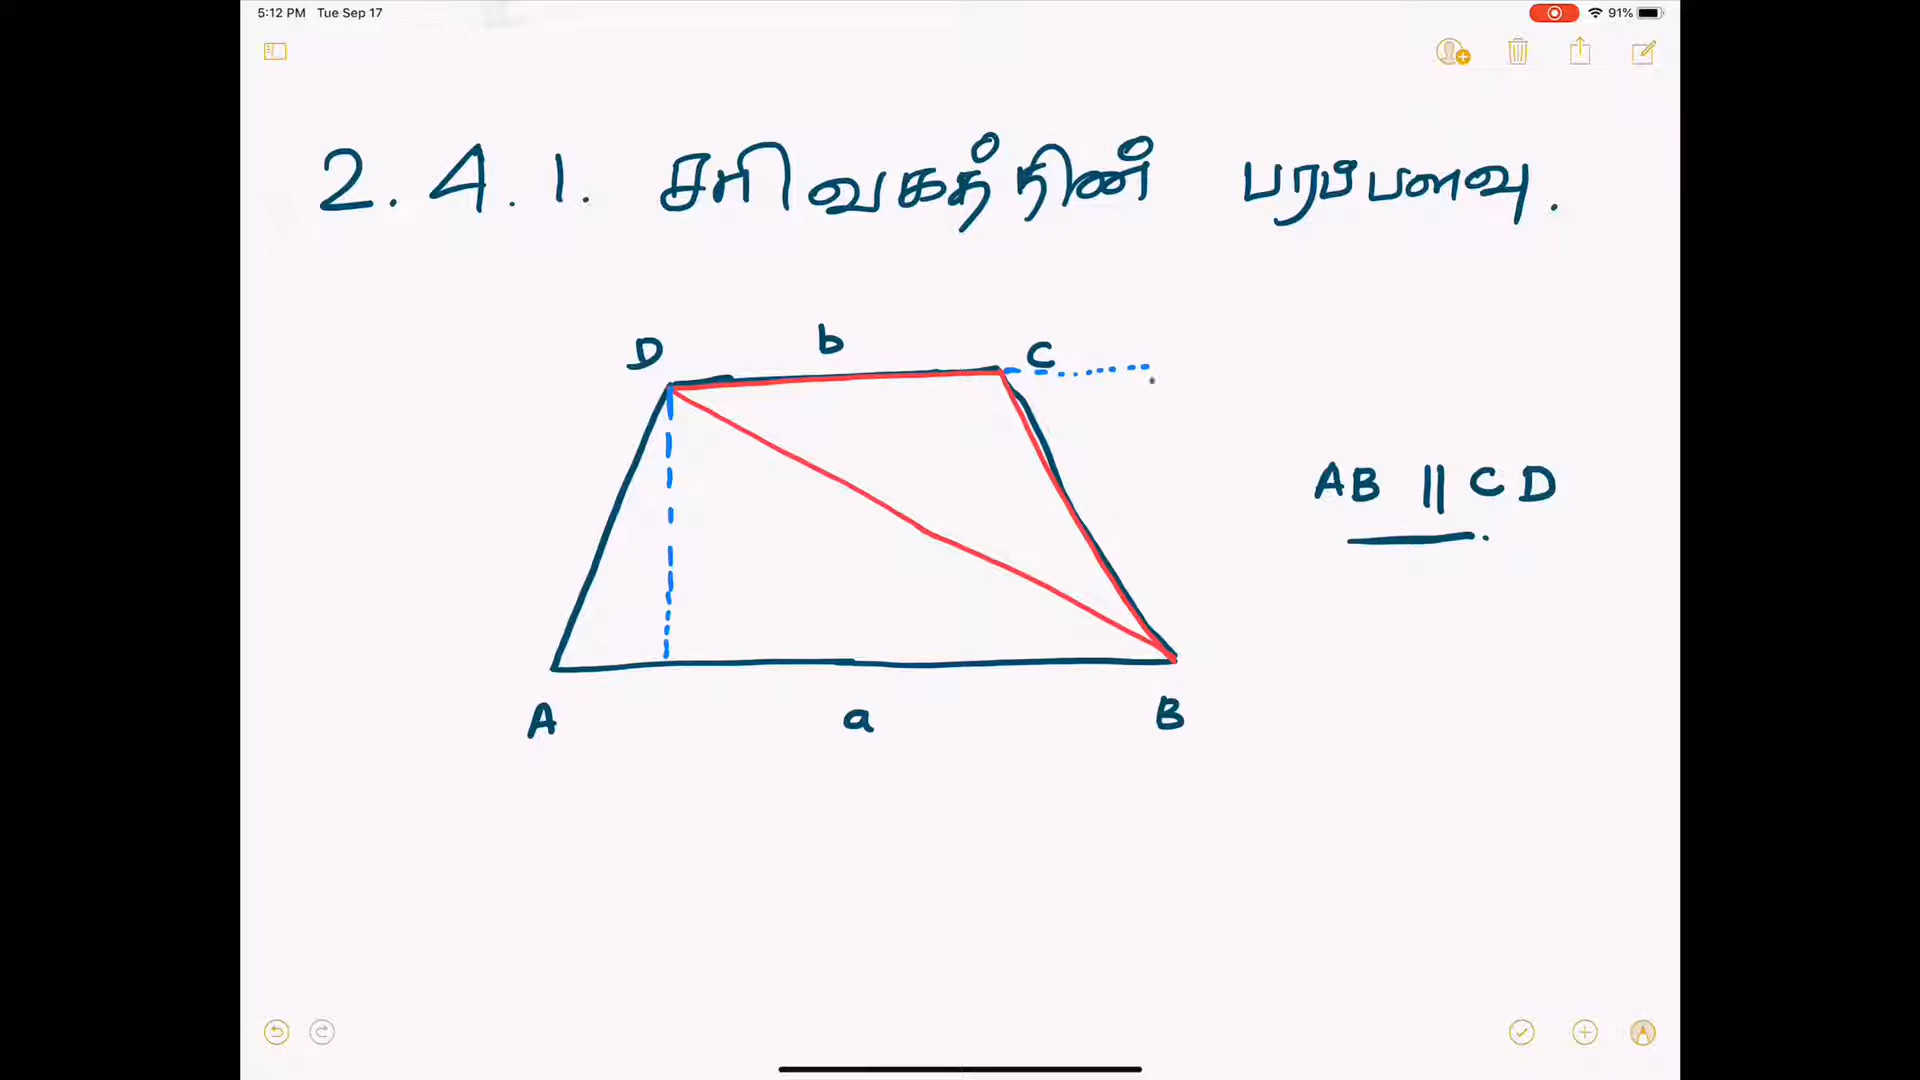 5:12 PM Tue Sep 17
91%
2.4.1. சரிவகத்தின் பரப்பளவு.
D b C
AB || CD
A a B